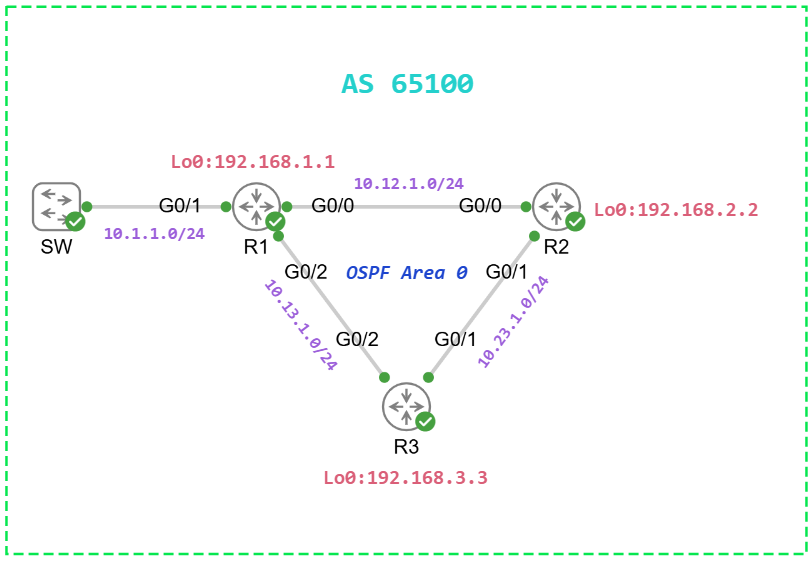 AS 65100
Lo0:192.168.1.1
10.12.1.0/24
G0/1
G0/0
G0/0
Lo0:192.168.2.2
10.1.1.0/24
SW
R1
R2
G0/2
OSPF Area 0
G0/1
10.13.1.0/24
10.23.1.0/24
G0/2
G0/1
R3
Lo0:192.168.3.3